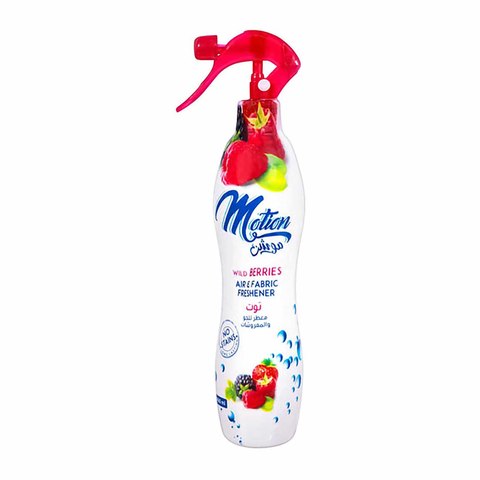 Motion
موشن
WILD BERRIES
AIR & FABRIC
FRESHENER
توت
معطر للجو
والمفروشات
NO
STAINS